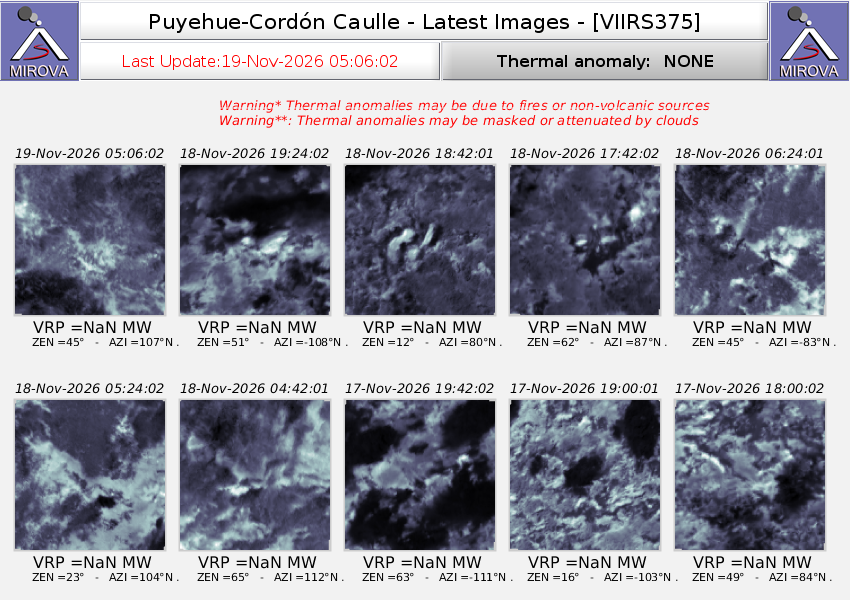 Puyehue-Cordón Caulle - Latest Images - [VIIRS375]
MIROVA
Last Update:19-Nov-2026 05:06:02
Thermal anomaly: NONE
MIROVA
Warning* Thermal anomalies may be due to fires or non-volcanic sources
Warning**: Thermal anomalies may be masked or attenuated by clouds
19-Nov-2026 05:06:02
18-Nov-2026 19:24:02
18-Nov-2026 18:42:01
18-Nov-2026 17:42:02
18-Nov-2026 06:24:01
VRP =NaN MW
VRP =NaN MW
VRP =NaN MW
VRP =NaN MW
VRP =NaN MW
ZEN =45° - AZI =107°N .
ZEN =51° - AZI =-108°N .
ZEN =12° - AZI =80°N .
ZEN =62° - AZI =87°N .
ZEN =45° - AZI =-83°N .
18-Nov-2026 05:24:02
18-Nov-2026 04:42:01
17-Nov-2026 19:42:02
17-Nov-2026 19:00:01
17-Nov-2026 18:00:02
VRP =NaN MW
VRP =NaN MW
VRP =NaN MW
VRP =NaN MW
VRP =NaN MW
ZEN =23° - AZI =104°N .
ZEN =65° - AZI =112°N .
ZEN =63° - AZI =-111°N .
ZEN =16° - AZI =-103°N .
ZEN =49° - AZI =84°N .